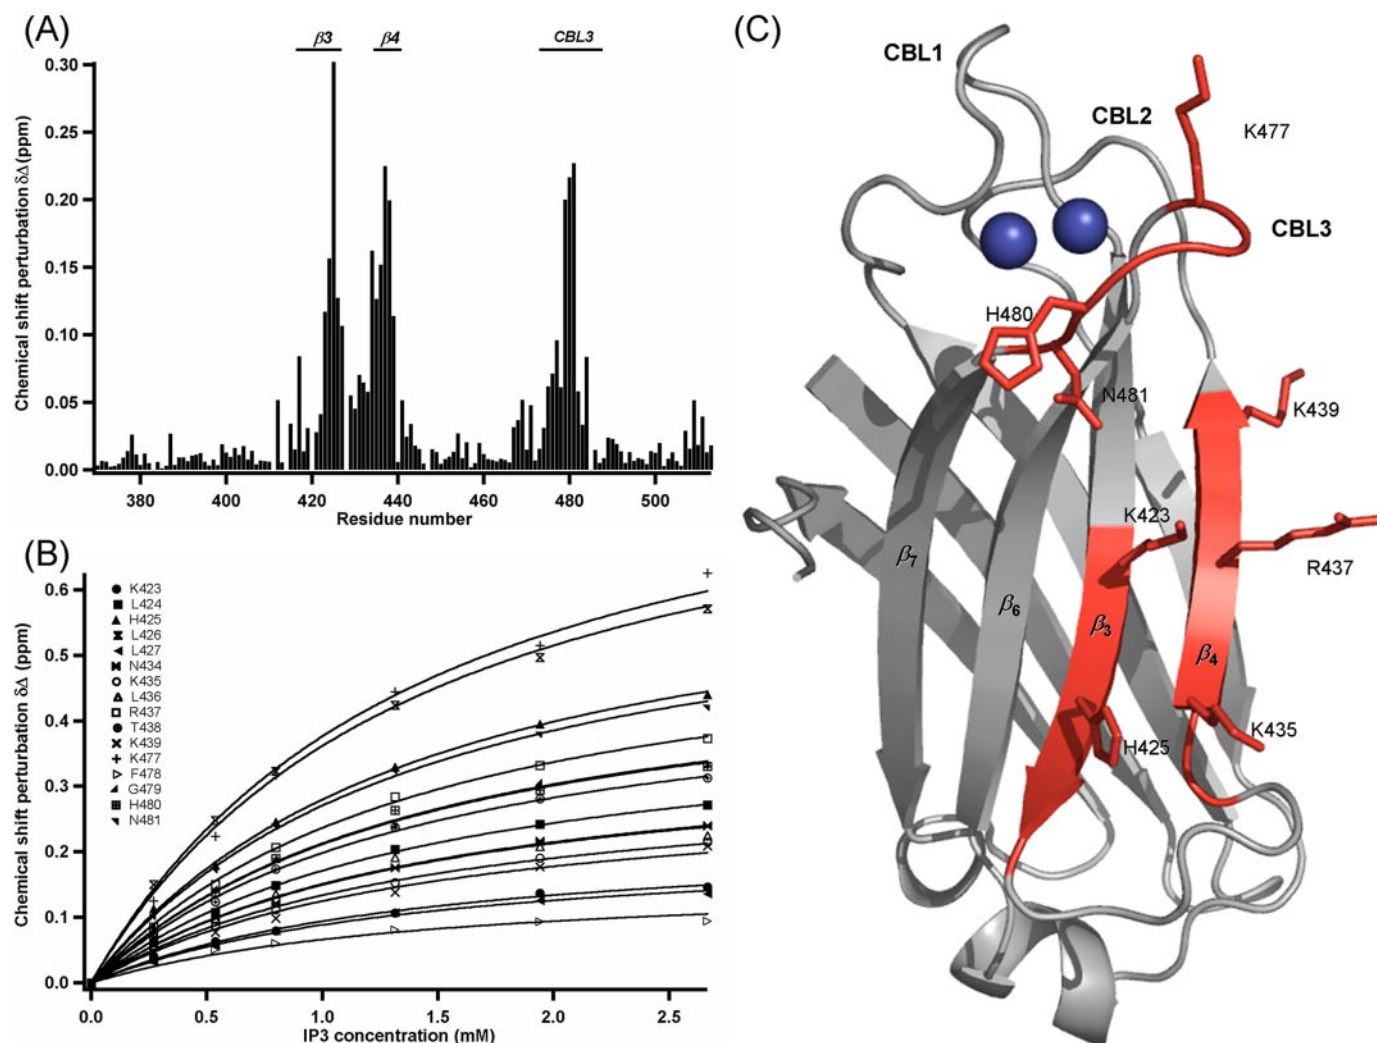 (A)
β3
β4
CBL3
Chemical shift perturbation δΔ (ppm)
0.30
0.25
0.20
0.15
0.10
0.05
0.00
380
400
420
440
460
480
500
Residue number
(B)
Chemical shift perturbation δΔ (ppm)
0.6
0.5
0.4
0.3
0.2
0.1
0.0
K423
L424
H425
L426
L427
N434
K435
L436
R437
T438
K439
K477
F478
G479
H480
N481
0.0
0.5
1.0
1.5
2.0
2.5
IP3 concentration (mM)
(C)
CBL1
CBL2
K477
CBL3
H480
N481
K439
K423
R437
β7
β6
β3
β4
H425
K435